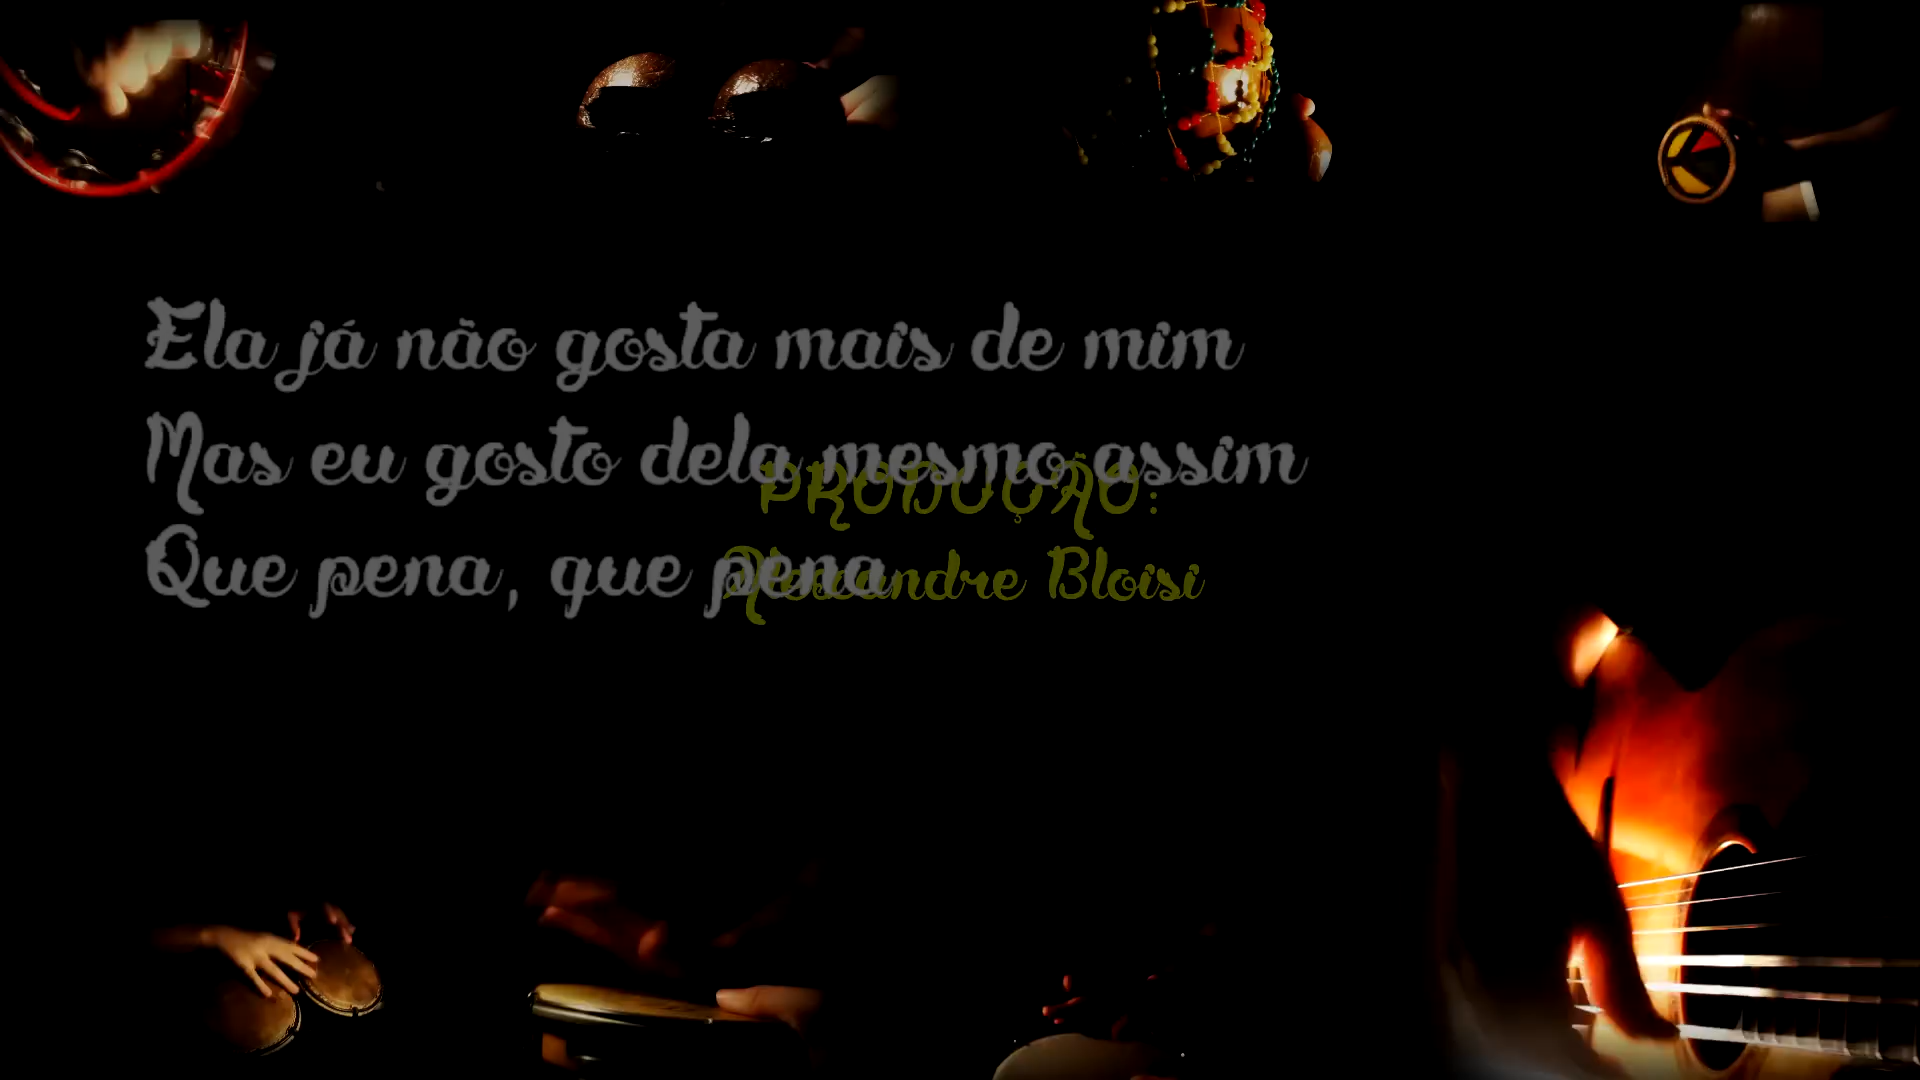 Ela já não gosta mais de mim
Mas eu gosto dela mesmo assim
PRODUÇÃO:
Que pena, que pena
Alessandre Bloisi